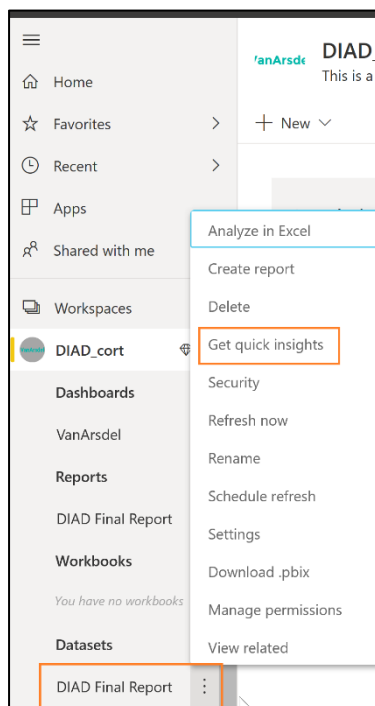 VanArsde
DIAD_
This is a
Home
Favorites
New
Recent
Apps
Shared with me
Analyze in Excel
Create report
Delete
Get quick insights
Security
Refresh now
Rename
Schedule refresh
Settings
Download .pbix
Manage permissions
View related
Workspaces
DIAD_cort
Dashboards
VanArsdel
Reports
DIAD Final Report
Workbooks
You have no workbooks
Datasets
DIAD Final Report